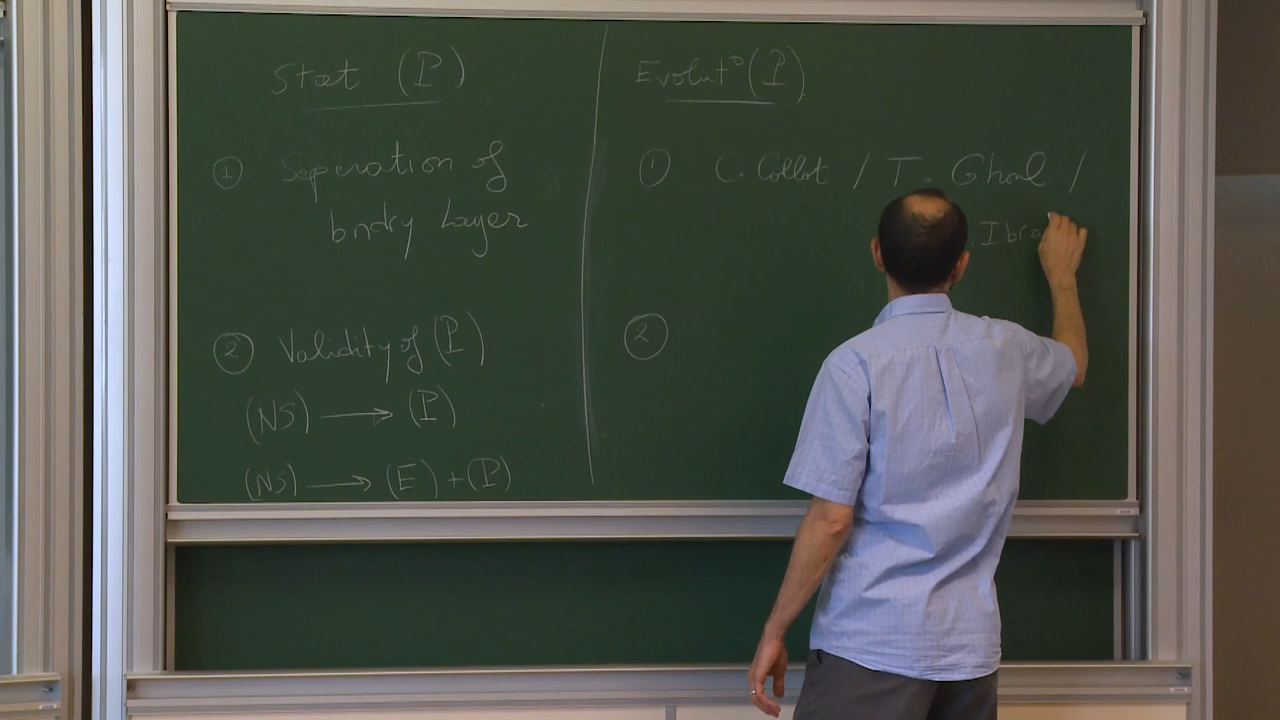 Stat (P)
① Seperation of
bndry Layer
② Validity of (P)
(NS) ⟶ (P)
(NS) ⟶ (E) + (P)
Evolut° (P)
① C. Collot / T. Ghoul /
. Ibra
②